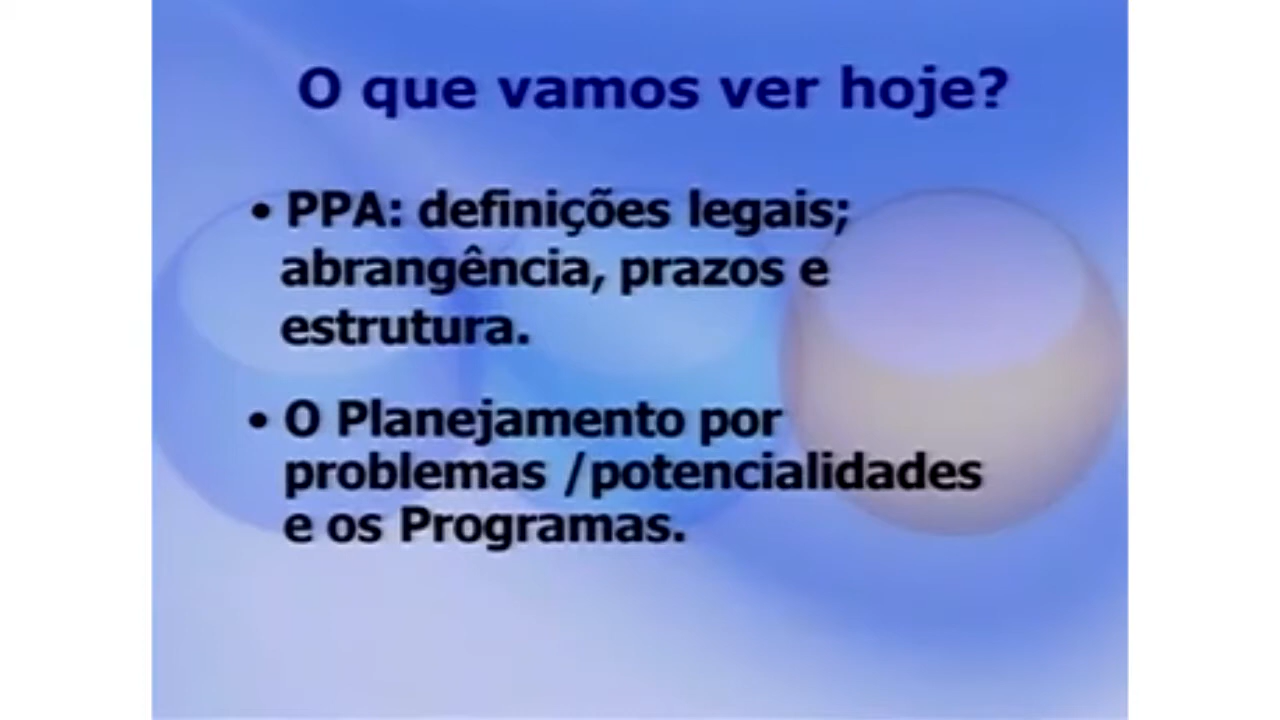 O que vamos ver hoje?
• PPA: definições legais;
abrangência, prazos e
estrutura.
• O Planejamento por
problemas /potencialidades
e os Programas.